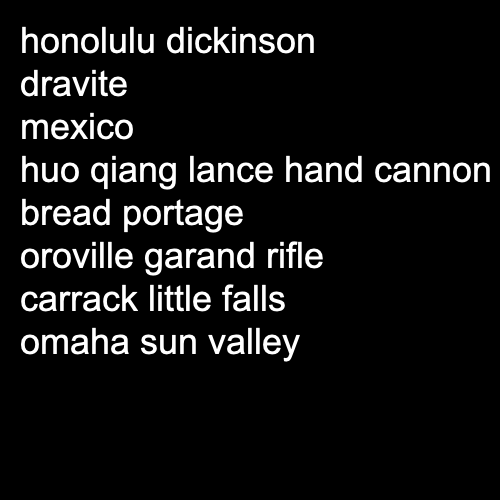 honolulu dickinson
dravite
mexico
huo qiang lance hand cannon
bread portage
oroville garand rifle
carrack little falls
omaha sun valley